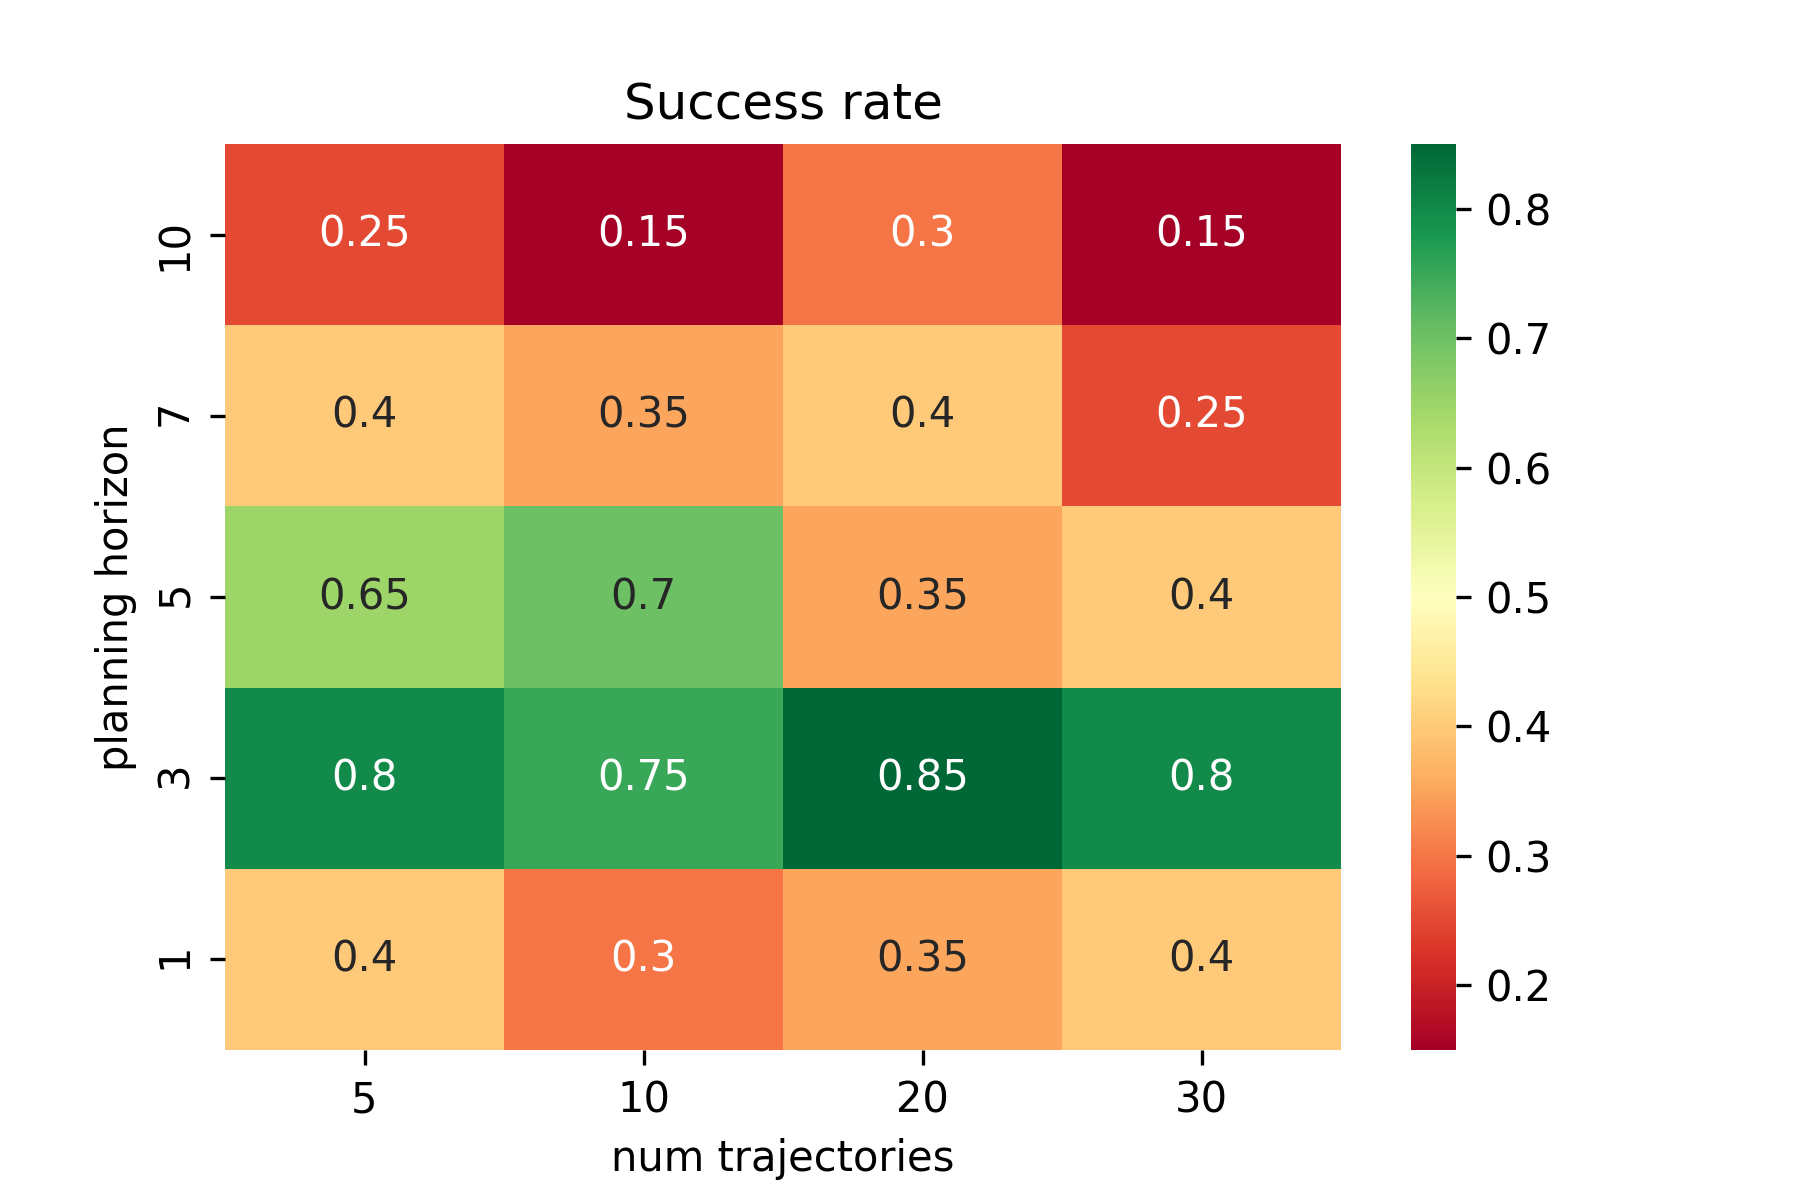 Success rate
planning horizon
10 0.25 0.15 0.3 0.15
7 0.4 0.35 0.4 0.25
5 0.65 0.7 0.35 0.4
3 0.8 0.75 0.85 0.8
1 0.4 0.3 0.35 0.4
5 10 20 30
num trajectories
0.8
0.7
0.6
0.5
0.4
0.3
0.2